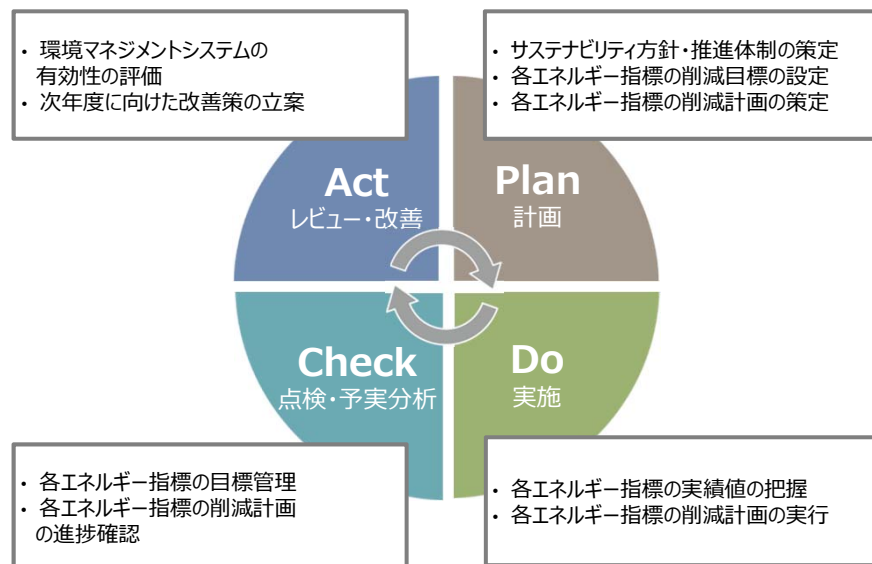 ・ 環境マネジメントシステムの
有効性の評価
・ 次年度に向けた改善策の立案
・ サステナビリティ方針・推進体制の策定
・ 各エネルギー指標の削減目標の設定
・ 各エネルギー指標の削減計画の策定
Act
レビュー・改善
Plan
計画
Check
点検・予実分析
Do
実施
・ 各エネルギー指標の目標管理
・ 各エネルギー指標の削減計画
の進捗確認
・ 各エネルギー指標の実績値の把握
・ 各エネルギー指標の削減計画の実行